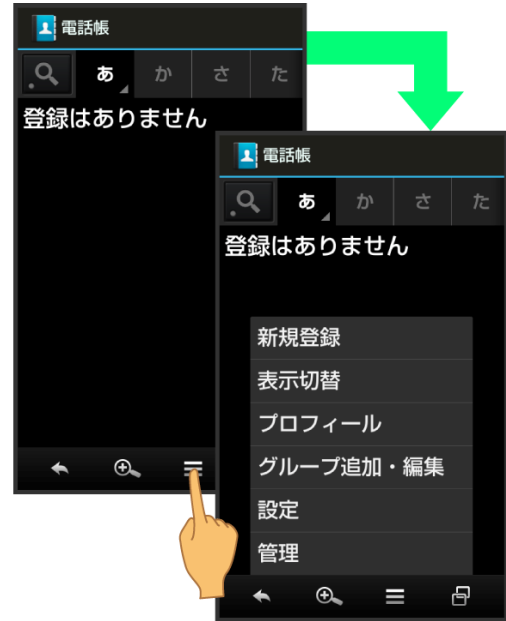 電話帳
あ か さ た
登録はありません
電話帳
あ か さ た
登録はありません
新規登録
表示切替
プロフィール
グループ追加・編集
設定
管理